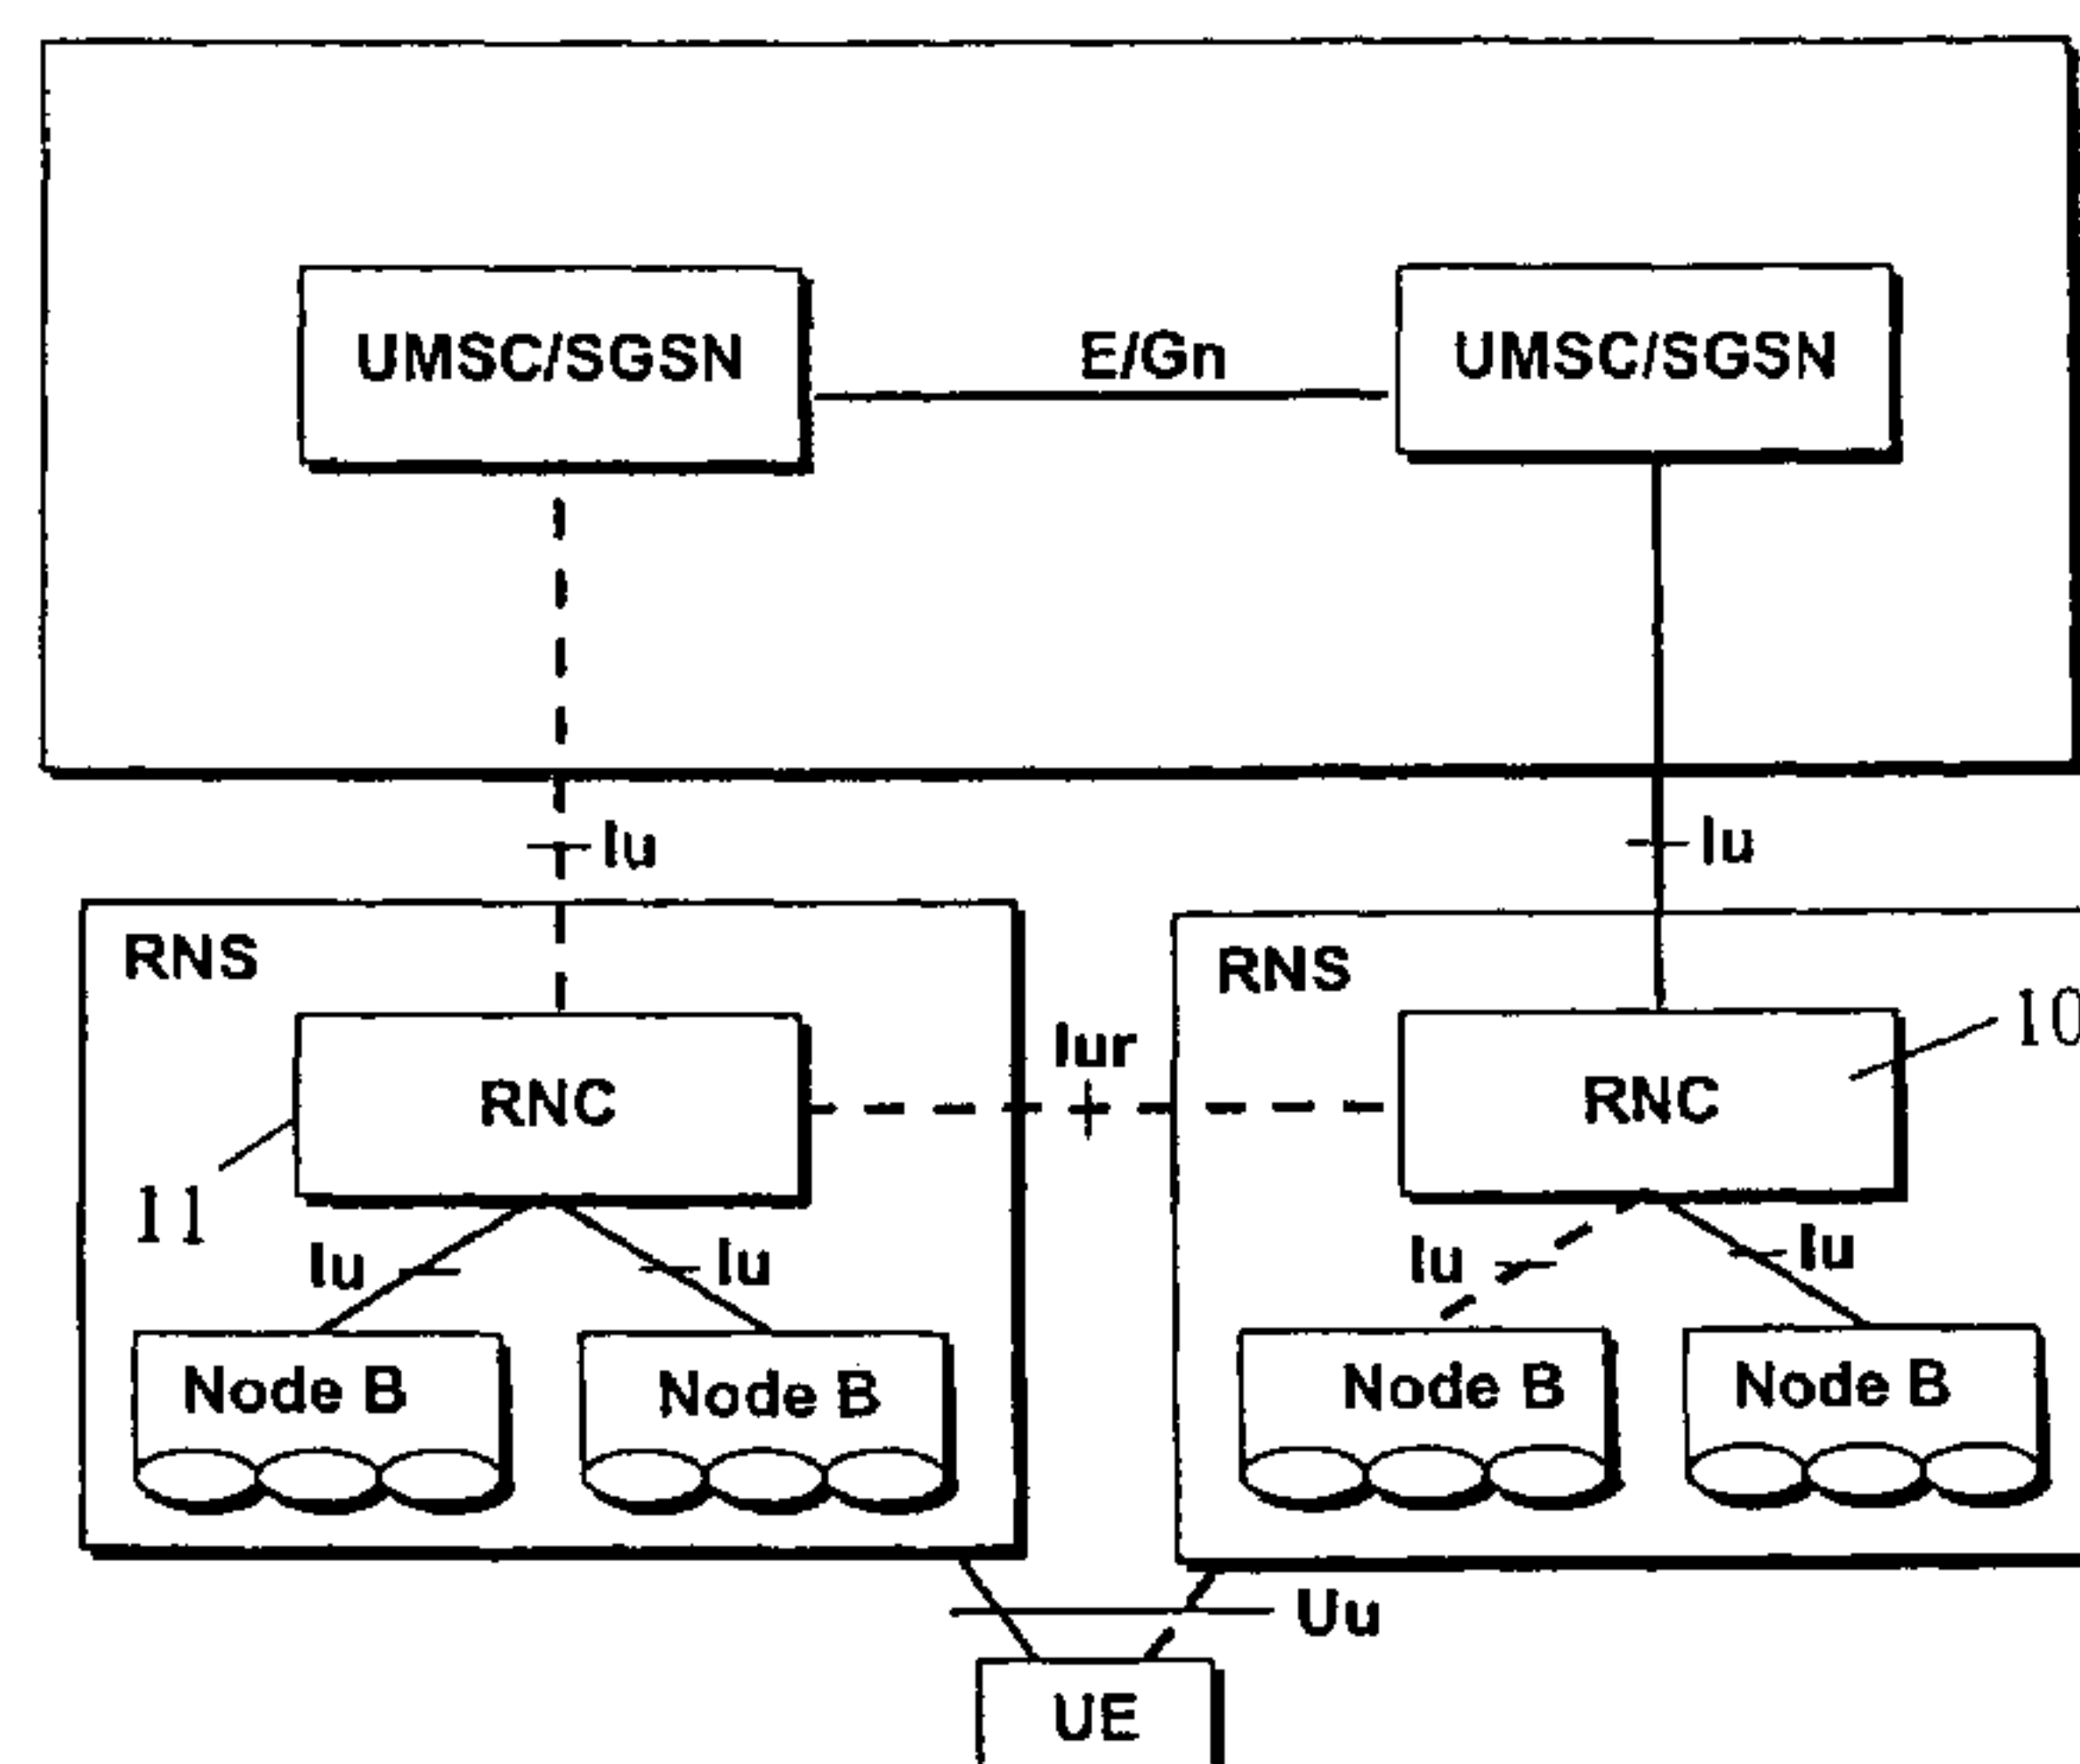 UMSC/SGSN
E/Gn
UMSC/SGSN
Iu
Iu
RNS
RNS
10
Iur
RNC
RNC
11
Iu
Iu
Iu
Iu
Node B
Node B
Node B
Node B
Uu
UE